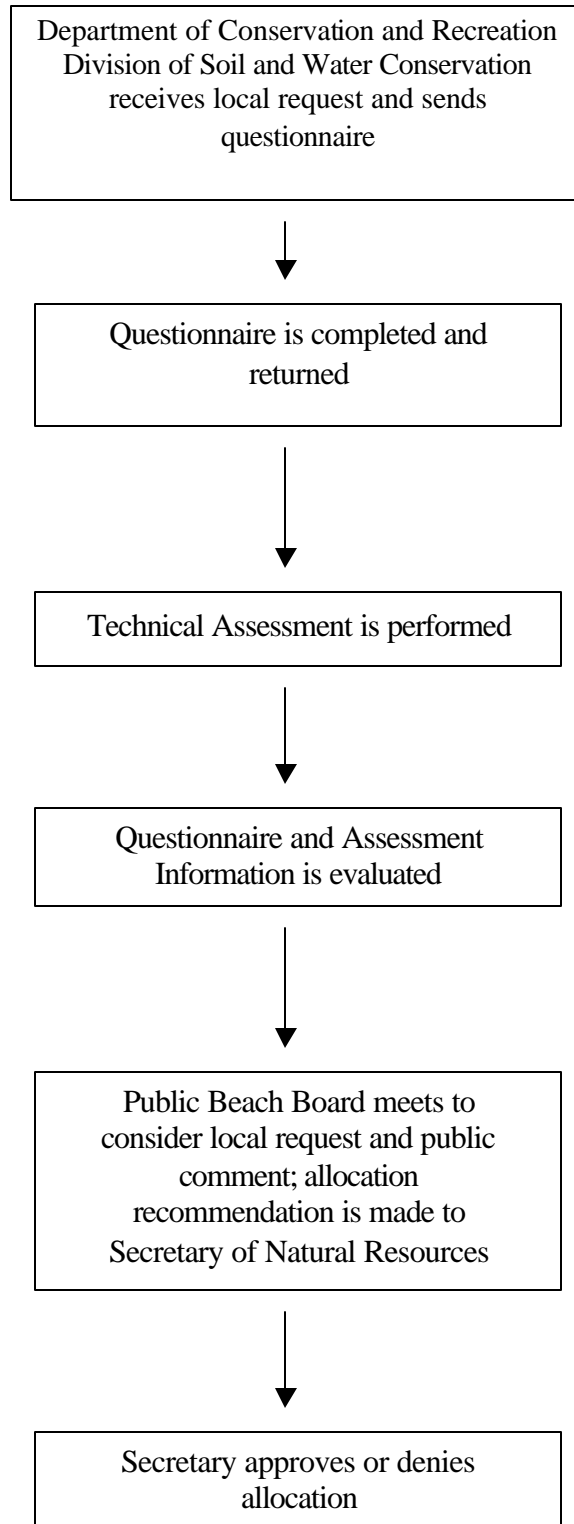 Department of Conservation and Recreation
Division of Soil and Water Conservation
receives local request and sends
questionnaire
Questionnaire is completed and
returned
Technical Assessment is performed
Questionnaire and Assessment
Information is evaluated
Public Beach Board meets to
consider local request and public
comment; allocation
recommendation is made to
Secretary of Natural Resources
Secretary approves or denies
allocation